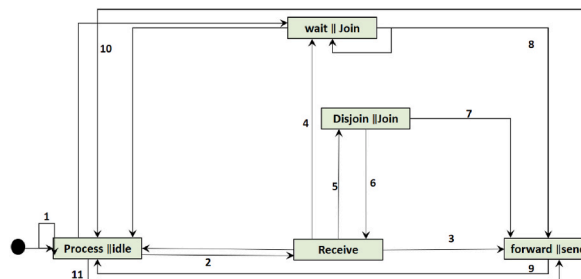 wait || Join
10
8
4
Disjoin ||Join
7
5
6
1
Process ||idle
2
Receive
3
forward ||send
11
9